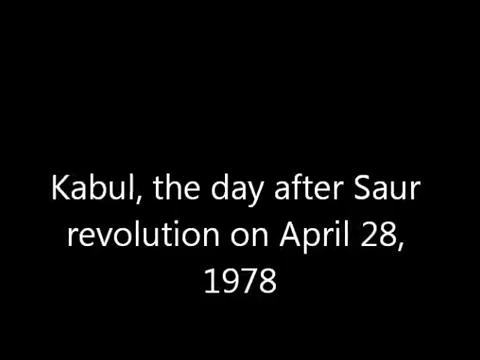 Kabul, the day after Saur
revolution on April 28,
1978